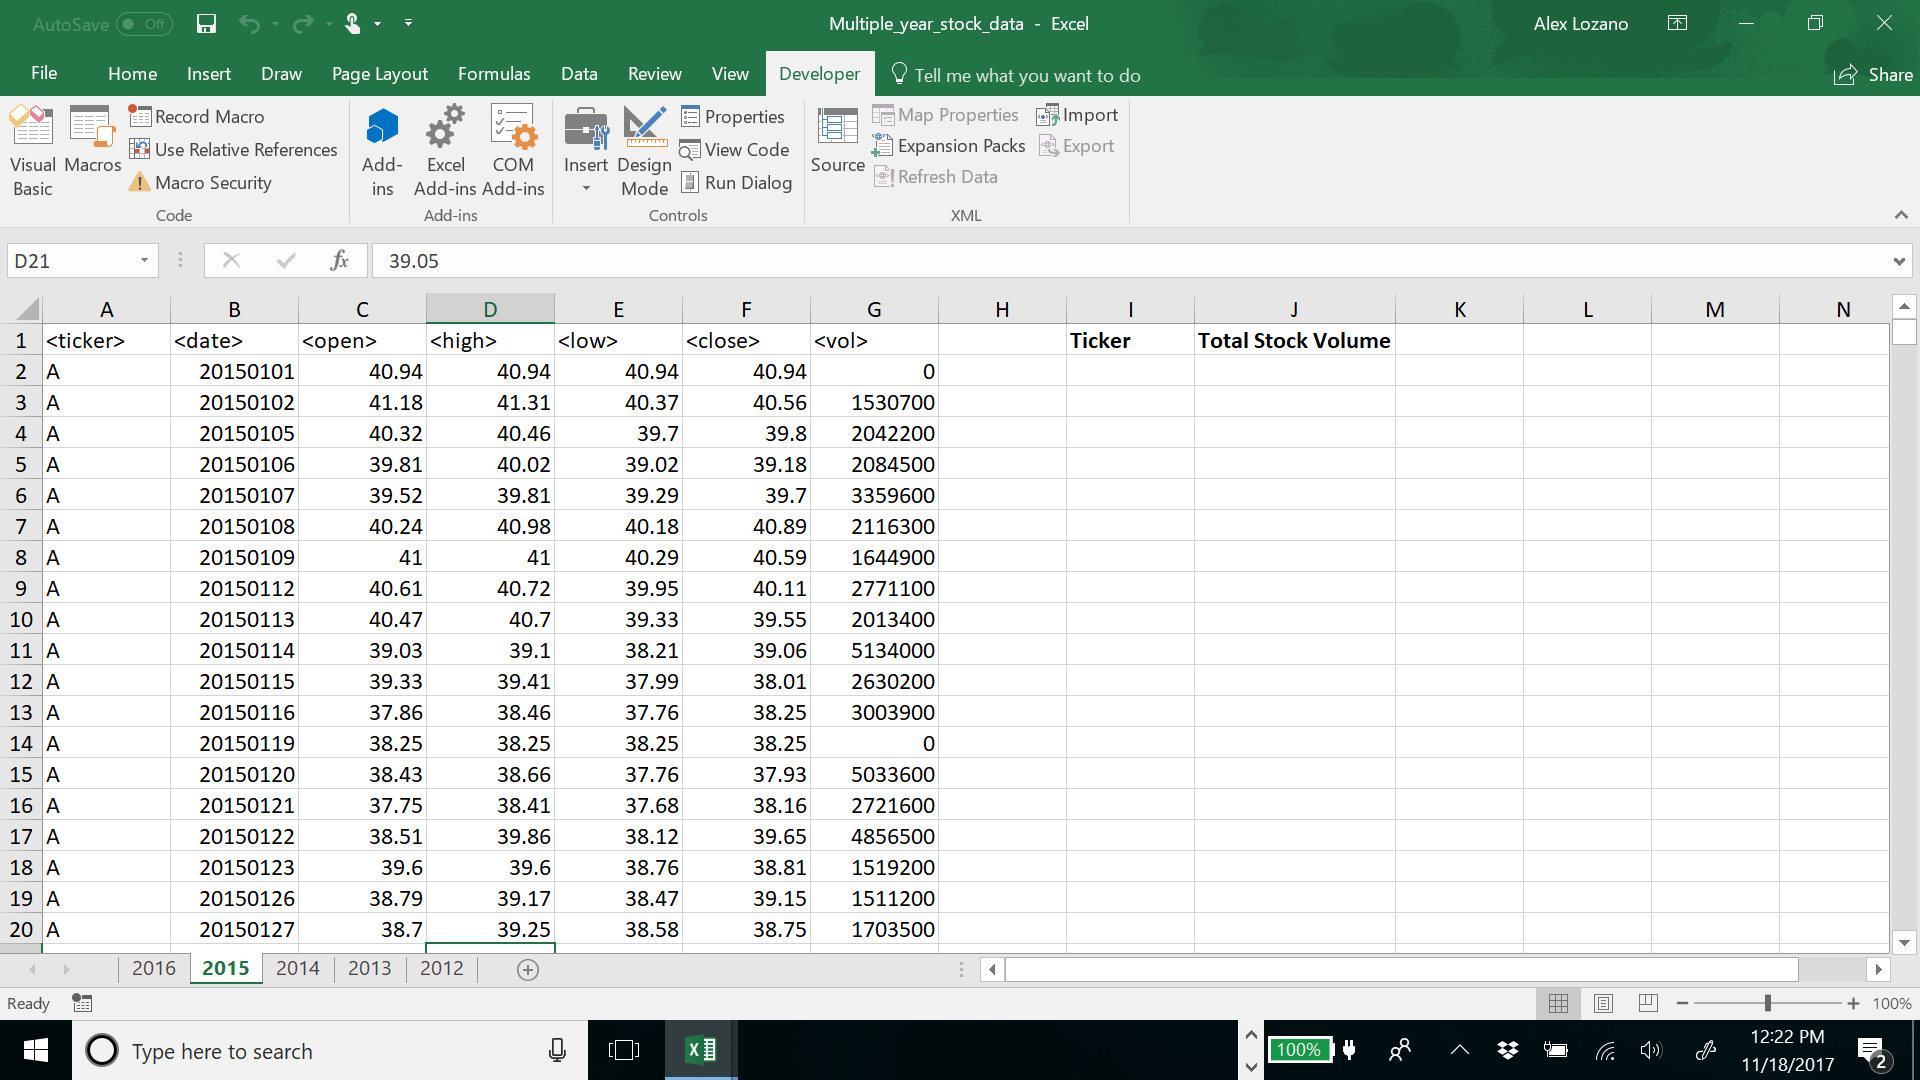 AutoSave Off Multiple_year_stock_data - Excel Alex Lozano
File Home Insert Draw Page Layout Formulas Data Review View Developer Tell me what you want to do Share
Visual Basic
Macros
Record Macro
Use Relative References
Macro Security
Code
Add-ins
Excel Add-ins
COM Add-ins
Add-ins
Insert
Design Mode
Properties
View Code
Run Dialog
Controls
Source
Map Properties
Expansion Packs
Refresh Data
Import
Export
XML
D21 fx 39.05
A B C D E F G H I J K L M N
1 <ticker> <date> <open> <high> <low> <close> <vol> Ticker Total Stock Volume
2 A 20150101 40.94 40.94 40.94 40.94 0
3 A 20150102 41.18 41.31 40.37 40.56 1530700
4 A 20150105 40.32 40.46 39.7 39.8 2042200
5 A 20150106 39.81 40.02 39.02 39.18 2084500
6 A 20150107 39.52 39.81 39.29 39.7 3359600
7 A 20150108 40.24 40.98 40.18 40.89 2116300
8 A 20150109 41 41 40.29 40.59 1644900
9 A 20150112 40.61 40.72 39.95 40.11 2771100
10 A 20150113 40.47 40.7 39.33 39.55 2013400
11 A 20150114 39.03 39.1 38.21 39.06 5134000
12 A 20150115 39.33 39.41 37.99 38.01 2630200
13 A 20150116 37.86 38.46 37.76 38.25 3003900
14 A 20150119 38.25 38.25 38.25 38.25 0
15 A 20150120 38.43 38.66 37.76 37.93 5033600
16 A 20150121 37.75 38.41 37.68 38.16 2721600
17 A 20150122 38.51 39.86 38.12 39.65 4856500
18 A 20150123 39.6 39.6 38.76 38.81 1519200
19 A 20150126 38.79 39.17 38.47 39.15 1511200
20 A 20150127 38.7 39.25 38.58 38.75 1703500
2016 2015 2014 2013 2012
Ready 100%
Type here to search 100% 12:22 PM
11/18/2017 2